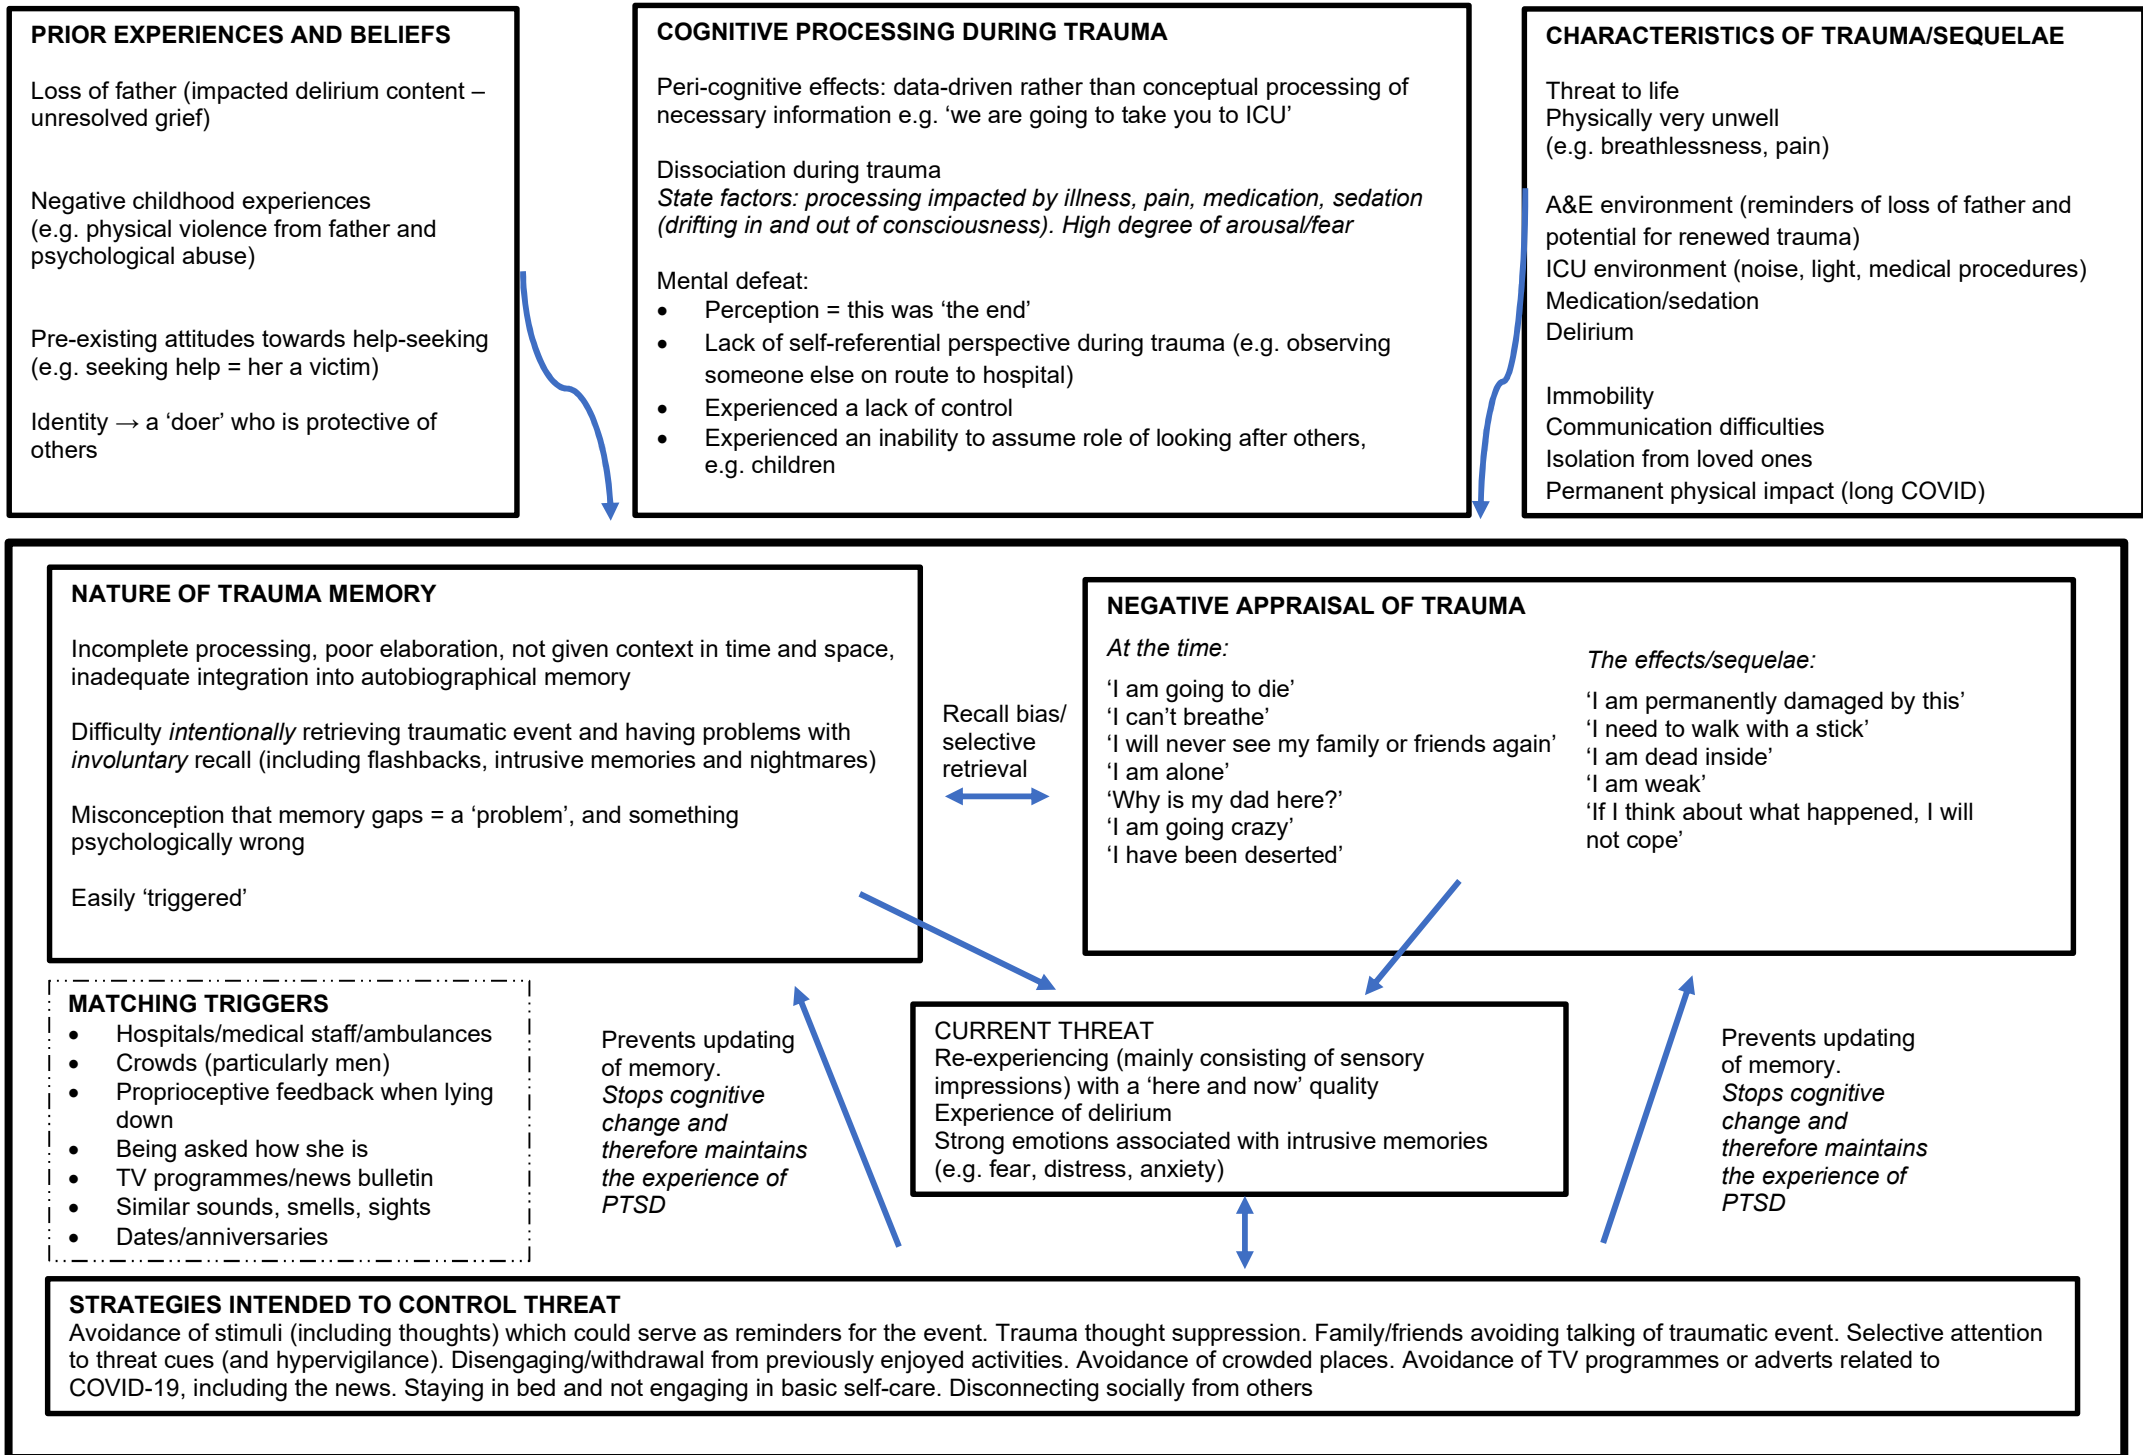 PRIOR EXPERIENCES AND BELIEFS
Loss of father (impacted delirium content –
unresolved grief)
Negative childhood experiences
(e.g. physical violence from father and
psychological abuse)
Pre-existing attitudes towards help-seeking
(e.g. seeking help = her a victim)
Identity → a ‘doer’ who is protective of
others
COGNITIVE PROCESSING DURING TRAUMA
Peri-cognitive effects: data-driven rather than conceptual processing of
necessary information e.g. ‘we are going to take you to ICU’
Dissociation during trauma
State factors: processing impacted by illness, pain, medication, sedation
(drifting in and out of consciousness). High degree of arousal/fear
Mental defeat:
• Perception = this was ‘the end’
• Lack of self-referential perspective during trauma (e.g. observing
someone else on route to hospital)
• Experienced a lack of control
• Experienced an inability to assume role of looking after others,
e.g. children
CHARACTERISTICS OF TRAUMA/SEQUELAE
Threat to life
Physically very unwell
(e.g. breathlessness, pain)
A&E environment (reminders of loss of father and
potential for renewed trauma)
ICU environment (noise, light, medical procedures)
Medication/sedation
Delirium
Immobility
Communication difficulties
Isolation from loved ones
Permanent physical impact (long COVID)
NATURE OF TRAUMA MEMORY
Incomplete processing, poor elaboration, not given context in time and space,
inadequate integration into autobiographical memory
Difficulty intentionally retrieving traumatic event and having problems with
involuntary recall (including flashbacks, intrusive memories and nightmares)
Misconception that memory gaps = a ‘problem’, and something
psychologically wrong
Easily ‘triggered’
Recall bias/
selective
retrieval
NEGATIVE APPRAISAL OF TRAUMA
At the time:
‘I am going to die’
‘I can’t breathe’
‘I will never see my family or friends again’
‘I am alone’
‘Why is my dad here?’
‘I am going crazy’
‘I have been deserted’
The effects/sequelae:
‘I am permanently damaged by this’
‘I need to walk with a stick’
‘I am dead inside’
‘I am weak’
‘If I think about what happened, I will
not cope’
MATCHING TRIGGERS
• Hospitals/medical staff/ambulances
• Crowds (particularly men)
• Proprioceptive feedback when lying
down
• Being asked how she is
• TV programmes/news bulletin
• Similar sounds, smells, sights
• Dates/anniversaries
Prevents updating
of memory.
Stops cognitive
change and
therefore maintains
the experience of
PTSD
CURRENT THREAT
Re-experiencing (mainly consisting of sensory
impressions) with a ‘here and now’ quality
Experience of delirium
Strong emotions associated with intrusive memories
(e.g. fear, distress, anxiety)
Prevents updating
of memory.
Stops cognitive
change and
therefore maintains
the experience of
PTSD
STRATEGIES INTENDED TO CONTROL THREAT
Avoidance of stimuli (including thoughts) which could serve as reminders for the event. Trauma thought suppression. Family/friends avoiding talking of traumatic event. Selective attention
to threat cues (and hypervigilance). Disengaging/withdrawal from previously enjoyed activities. Avoidance of crowded places. Avoidance of TV programmes or adverts related to
COVID-19, including the news. Staying in bed and not engaging in basic self-care. Disconnecting socially from others